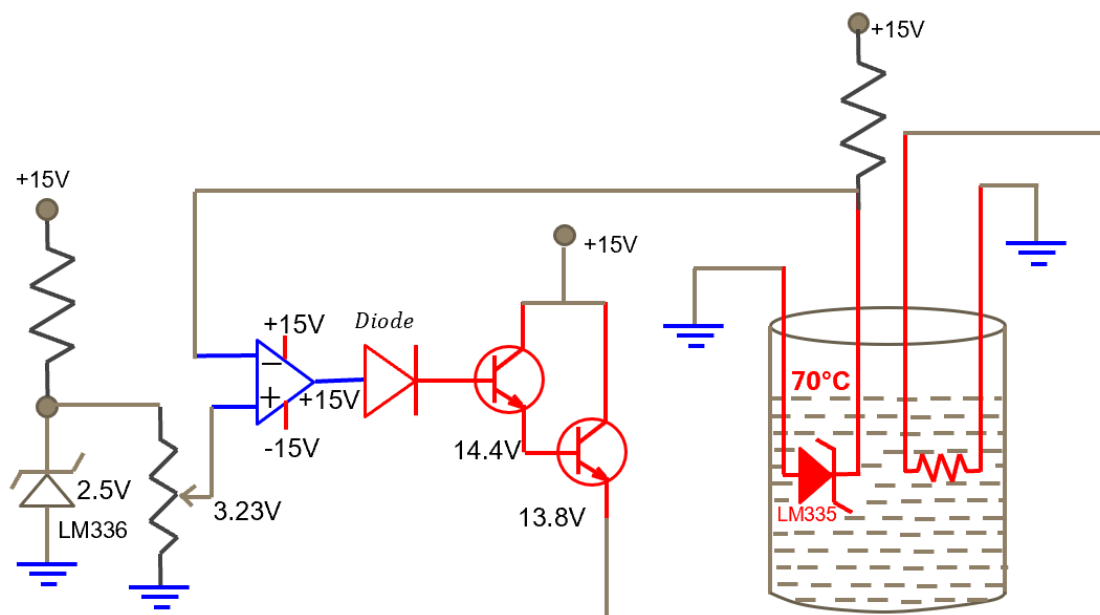 +15V
+15V
+15V
+15V
Diode
−
+
+15V
-15V
70°C
2.5V
LM336
3.23V
14.4V
13.8V
LM335